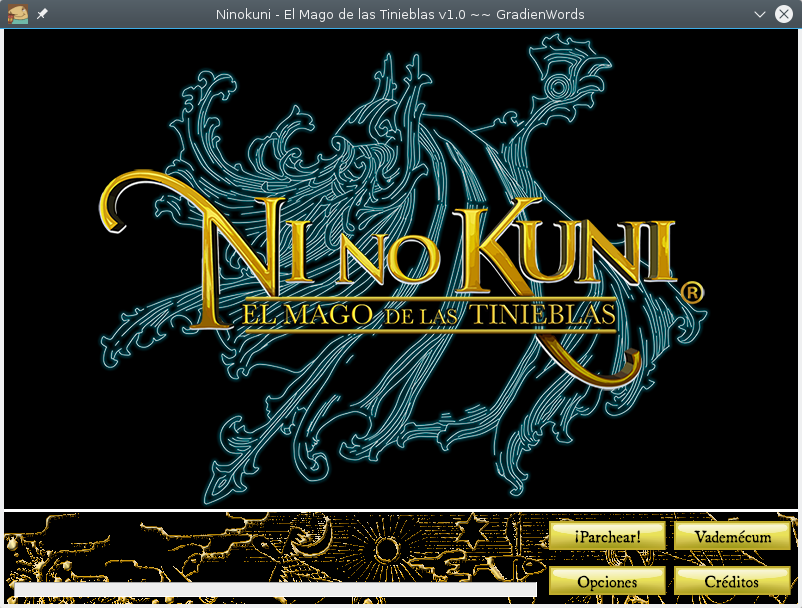 Ninokuni - El Mago de las Tinieblas v1.0 ~~ GradienWords
NI NO KUNI
®
EL MAGO DE LAS TINIEBLAS
¡Parchear!
Vademécum
Opciones
Créditos